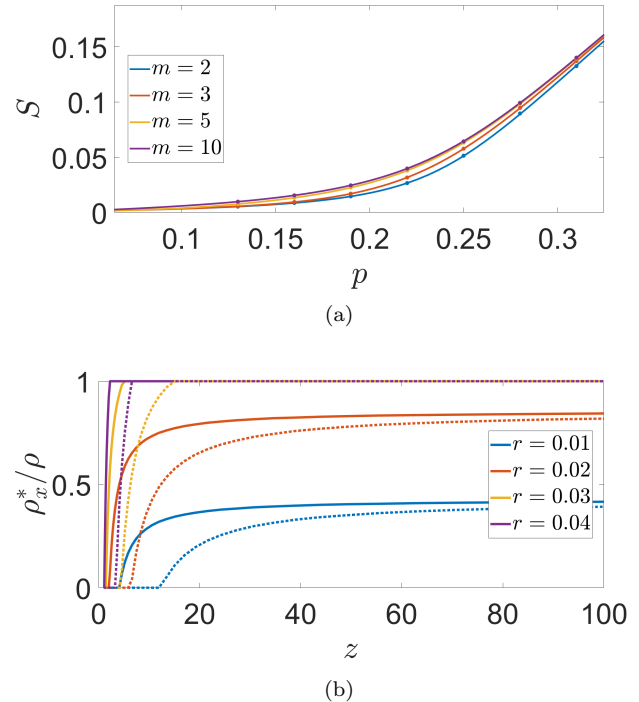 0.15
0.1
0.05
0
S
m = 2
m = 3
m = 5
m = 10
0.1 0.15 0.2 0.25 0.3
p
(a)
1
0.5
0
ρ*ₓ/ρ
r = 0.01
r = 0.02
r = 0.03
r = 0.04
0 20 40 60 80 100
z
(b)